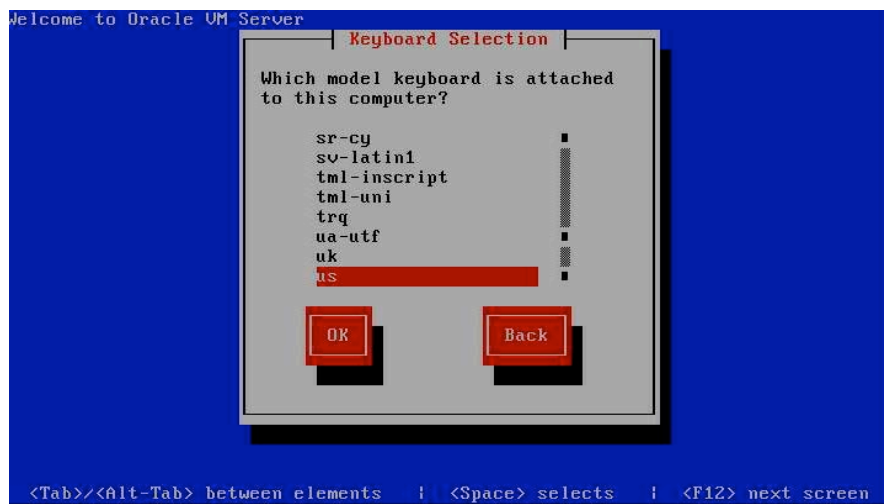 Welcome to Oracle VM Server
Keyboard Selection
Which model keyboard is attached
to this computer?
sr-cy
sv-latin1
tml-inscript
tml-uni
trq
ua-utf
uk
us
OK
Back
<Tab>/<Alt-Tab> between elements | <Space> selects | <F12> next screen